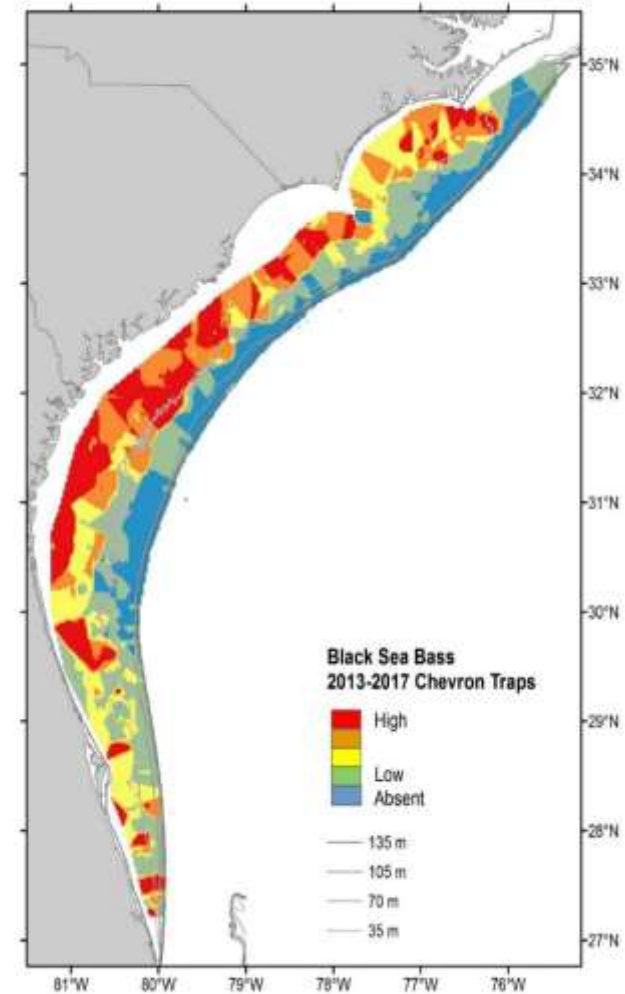 35°N
34°N
33°N
32°N
31°N
30°N
29°N
28°N
27°N
Black Sea Bass
2013-2017 Chevron Traps
High
Low
Absent
135 m
105 m
70 m
35 m
81°W 80°W 79°W 78°W 77°W 76°W